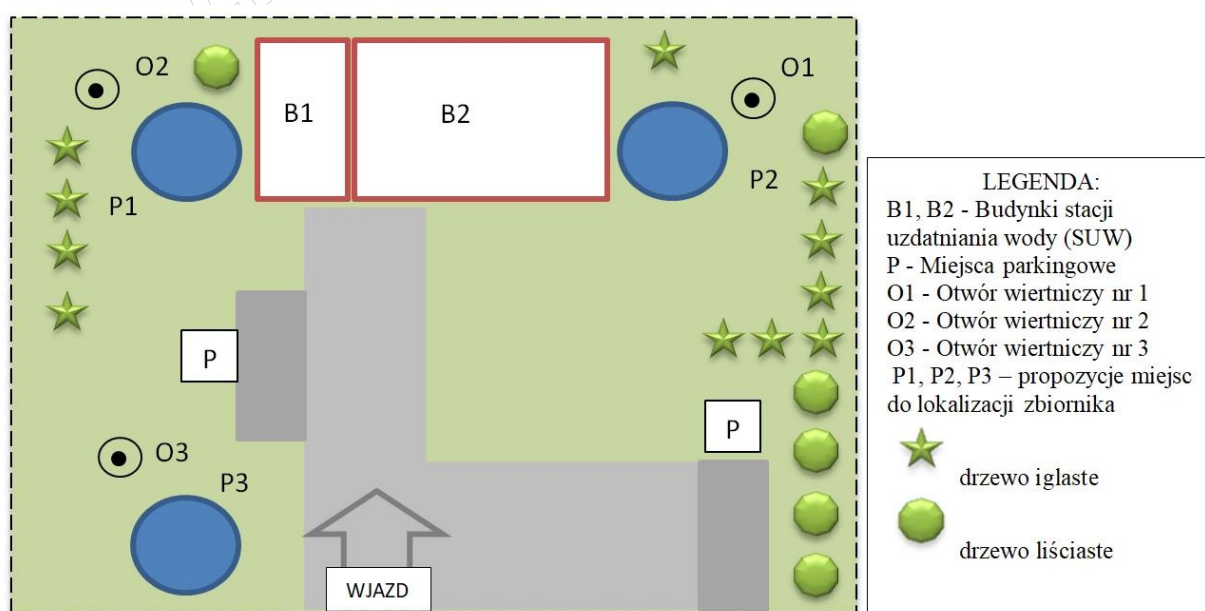 O2
O1
B1
B2
P1
P2
P
P
O3
P3
WJAZD
LEGENDA:
B1, B2 - Budynki stacji
uzdatniania wody (SUW)
P - Miejsca parkingowe
O1 - Otwór wiertniczy nr 1
O2 - Otwór wiertniczy nr 2
O3 - Otwór wiertniczy nr 3
P1, P2, P3 – propozycje miejsc
do lokalizacji zbiornika
drzewo iglaste
drzewo liściaste